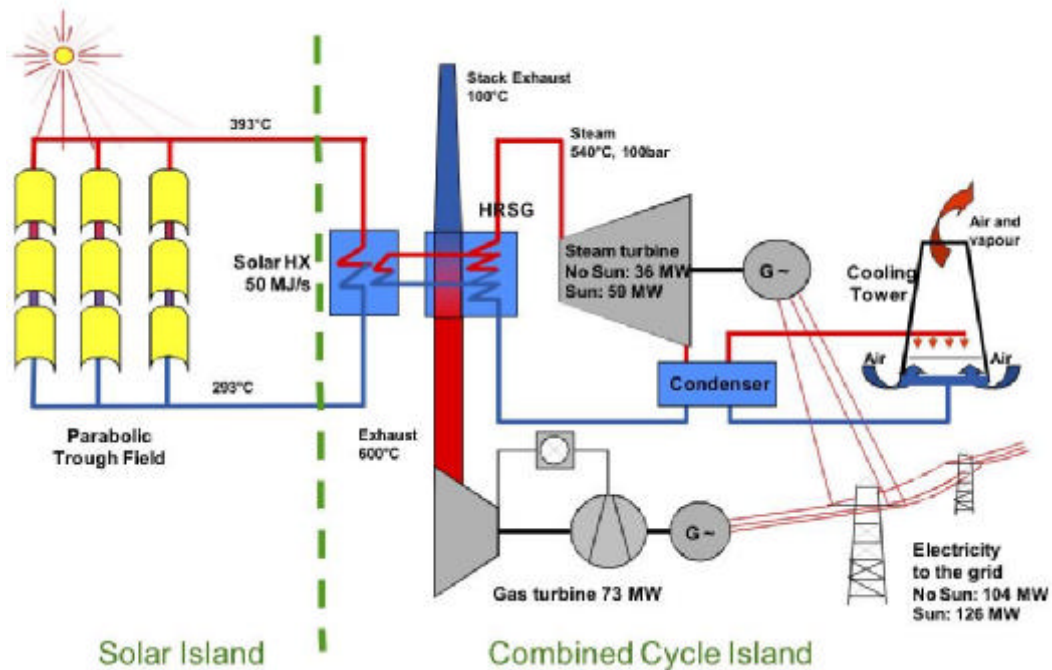 Stack Exhaust
100°C
393°C
Steam
540°C, 100bar
HRSG
Air and
vapour
Solar HX
50 MJ/s
Steam turbine
No Sun: 36 MW
Sun: 59 MW
G ~
Cooling
Tower
Air
Air
Condenser
293°C
Parabolic
Trough Field
Exhaust
600°C
G ~
Gas turbine 73 MW
Electricity
to the grid
No Sun: 104 MW
Sun: 126 MW
Solar Island
Combined Cycle Island